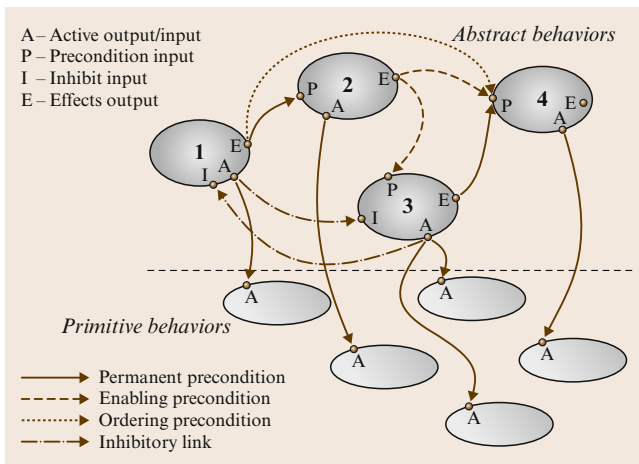 A – Active output/input
P – Precondition input
I – Inhibit input
E – Effects output
Abstract behaviors
1
E
A
I
2
P
E
A
3
P
I
E
A
4
P
E
A
A
A
A
A
A
Primitive behaviors
Permanent precondition
Enabling precondition
Ordering precondition
Inhibitory link